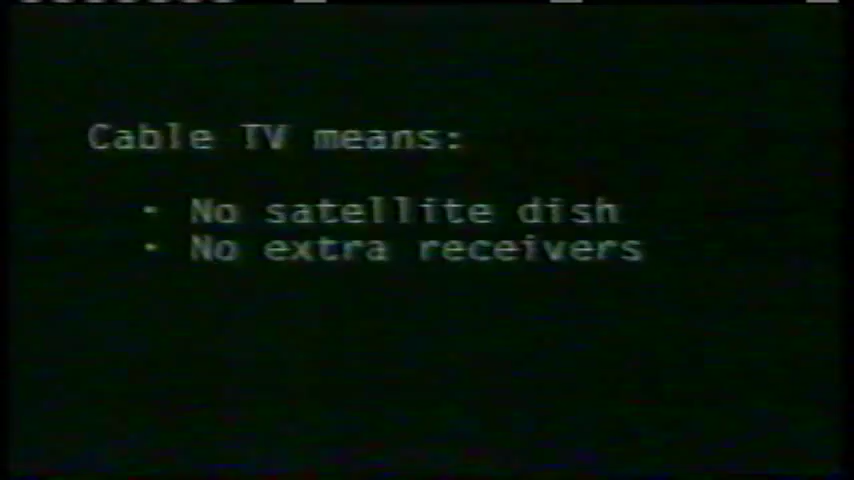 Cable TV means:
· No satellite dish
· No extra receivers